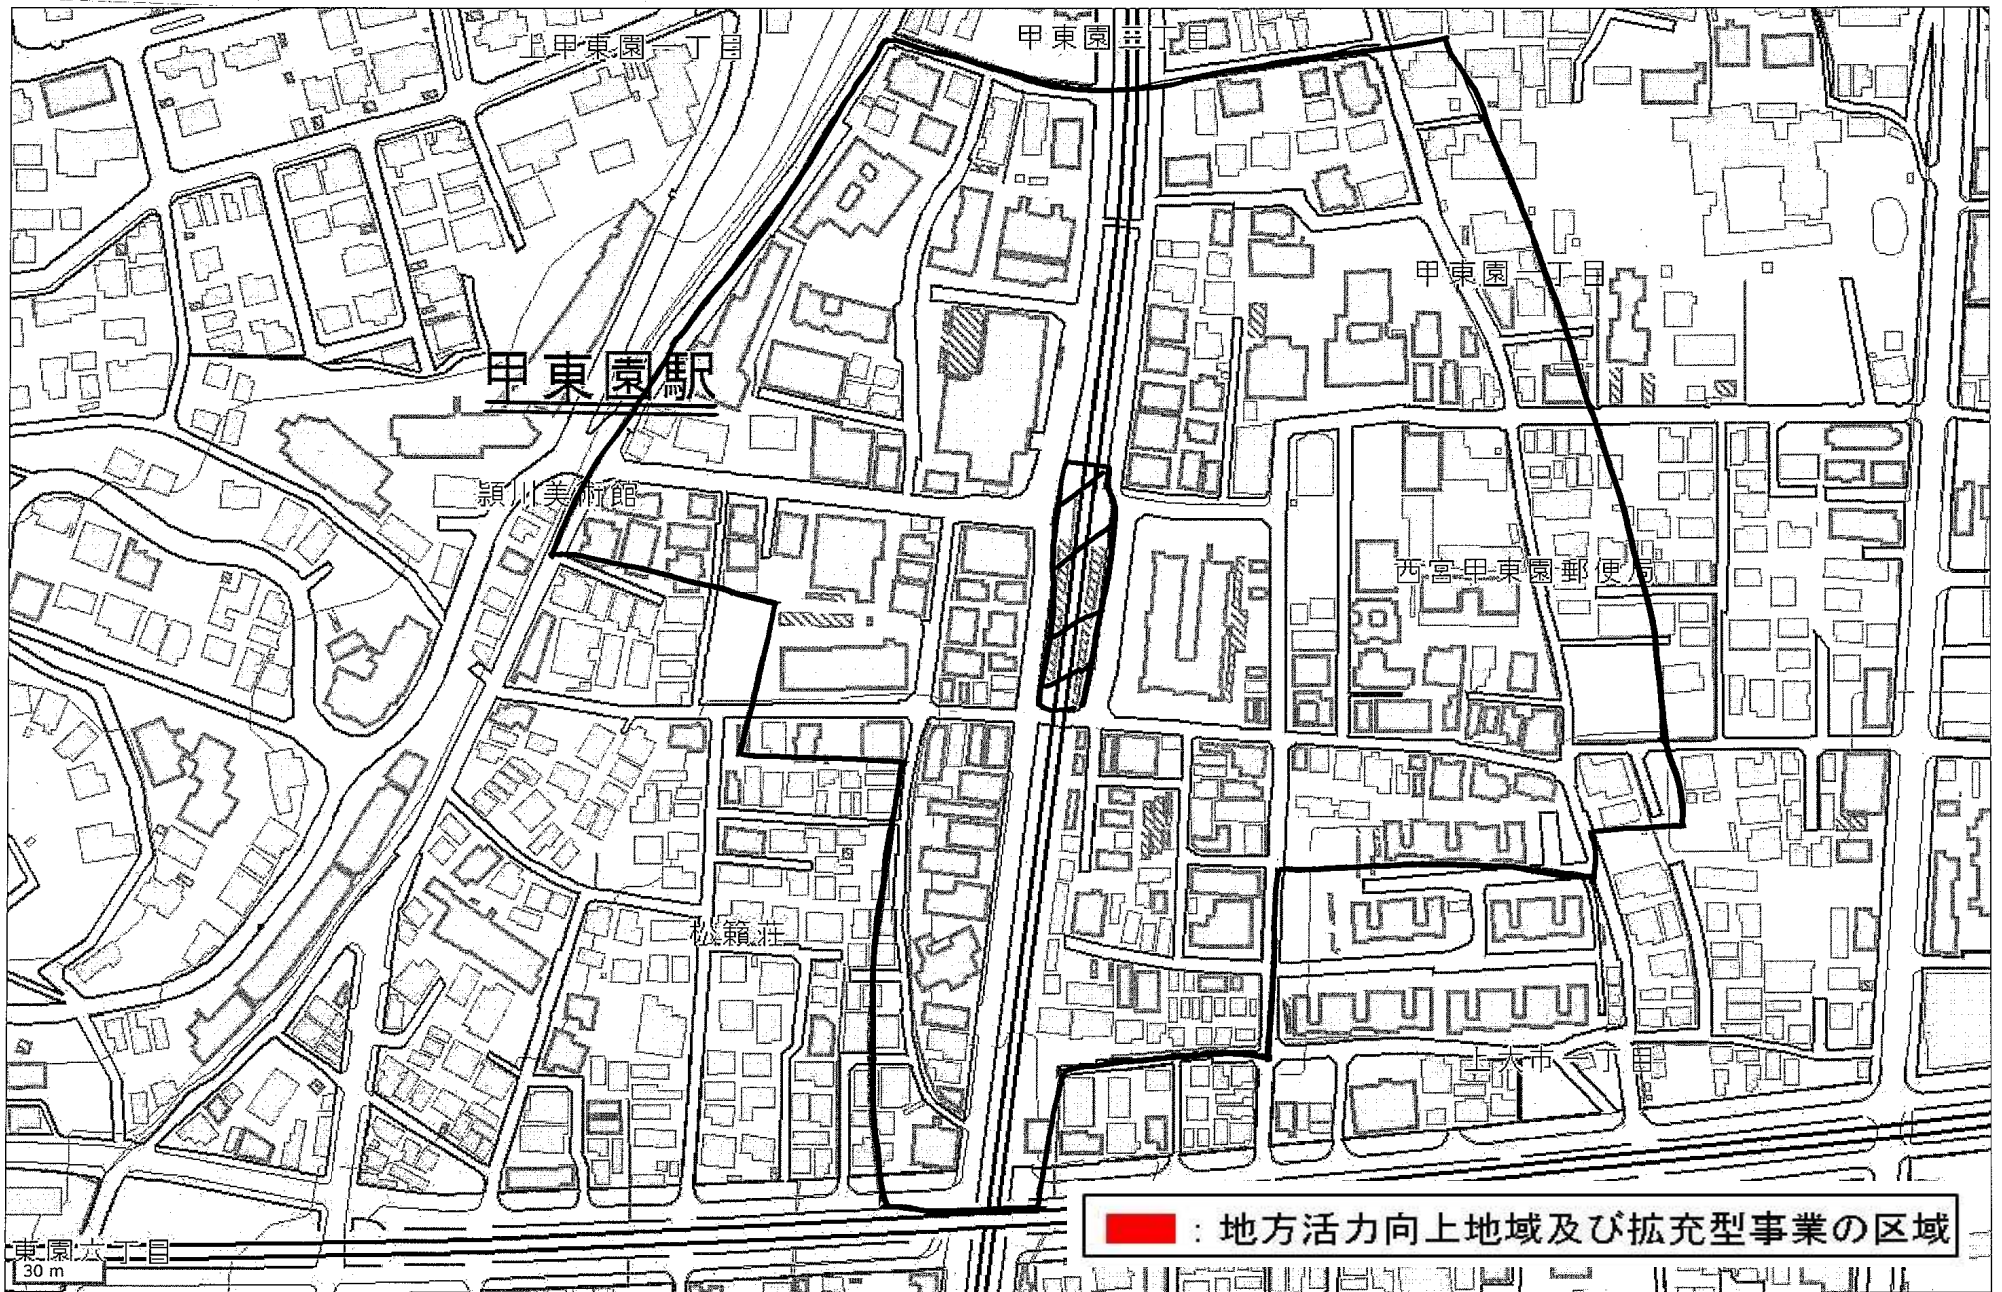 上甲東園一丁目
甲東園三丁目
甲東園一丁目
甲東園駅
頴川美術館
西宮甲東園郵便局
松籟荘
上大市一丁目
：地方活力向上地域及び拡充型事業の区域
東園六丁目
30 m